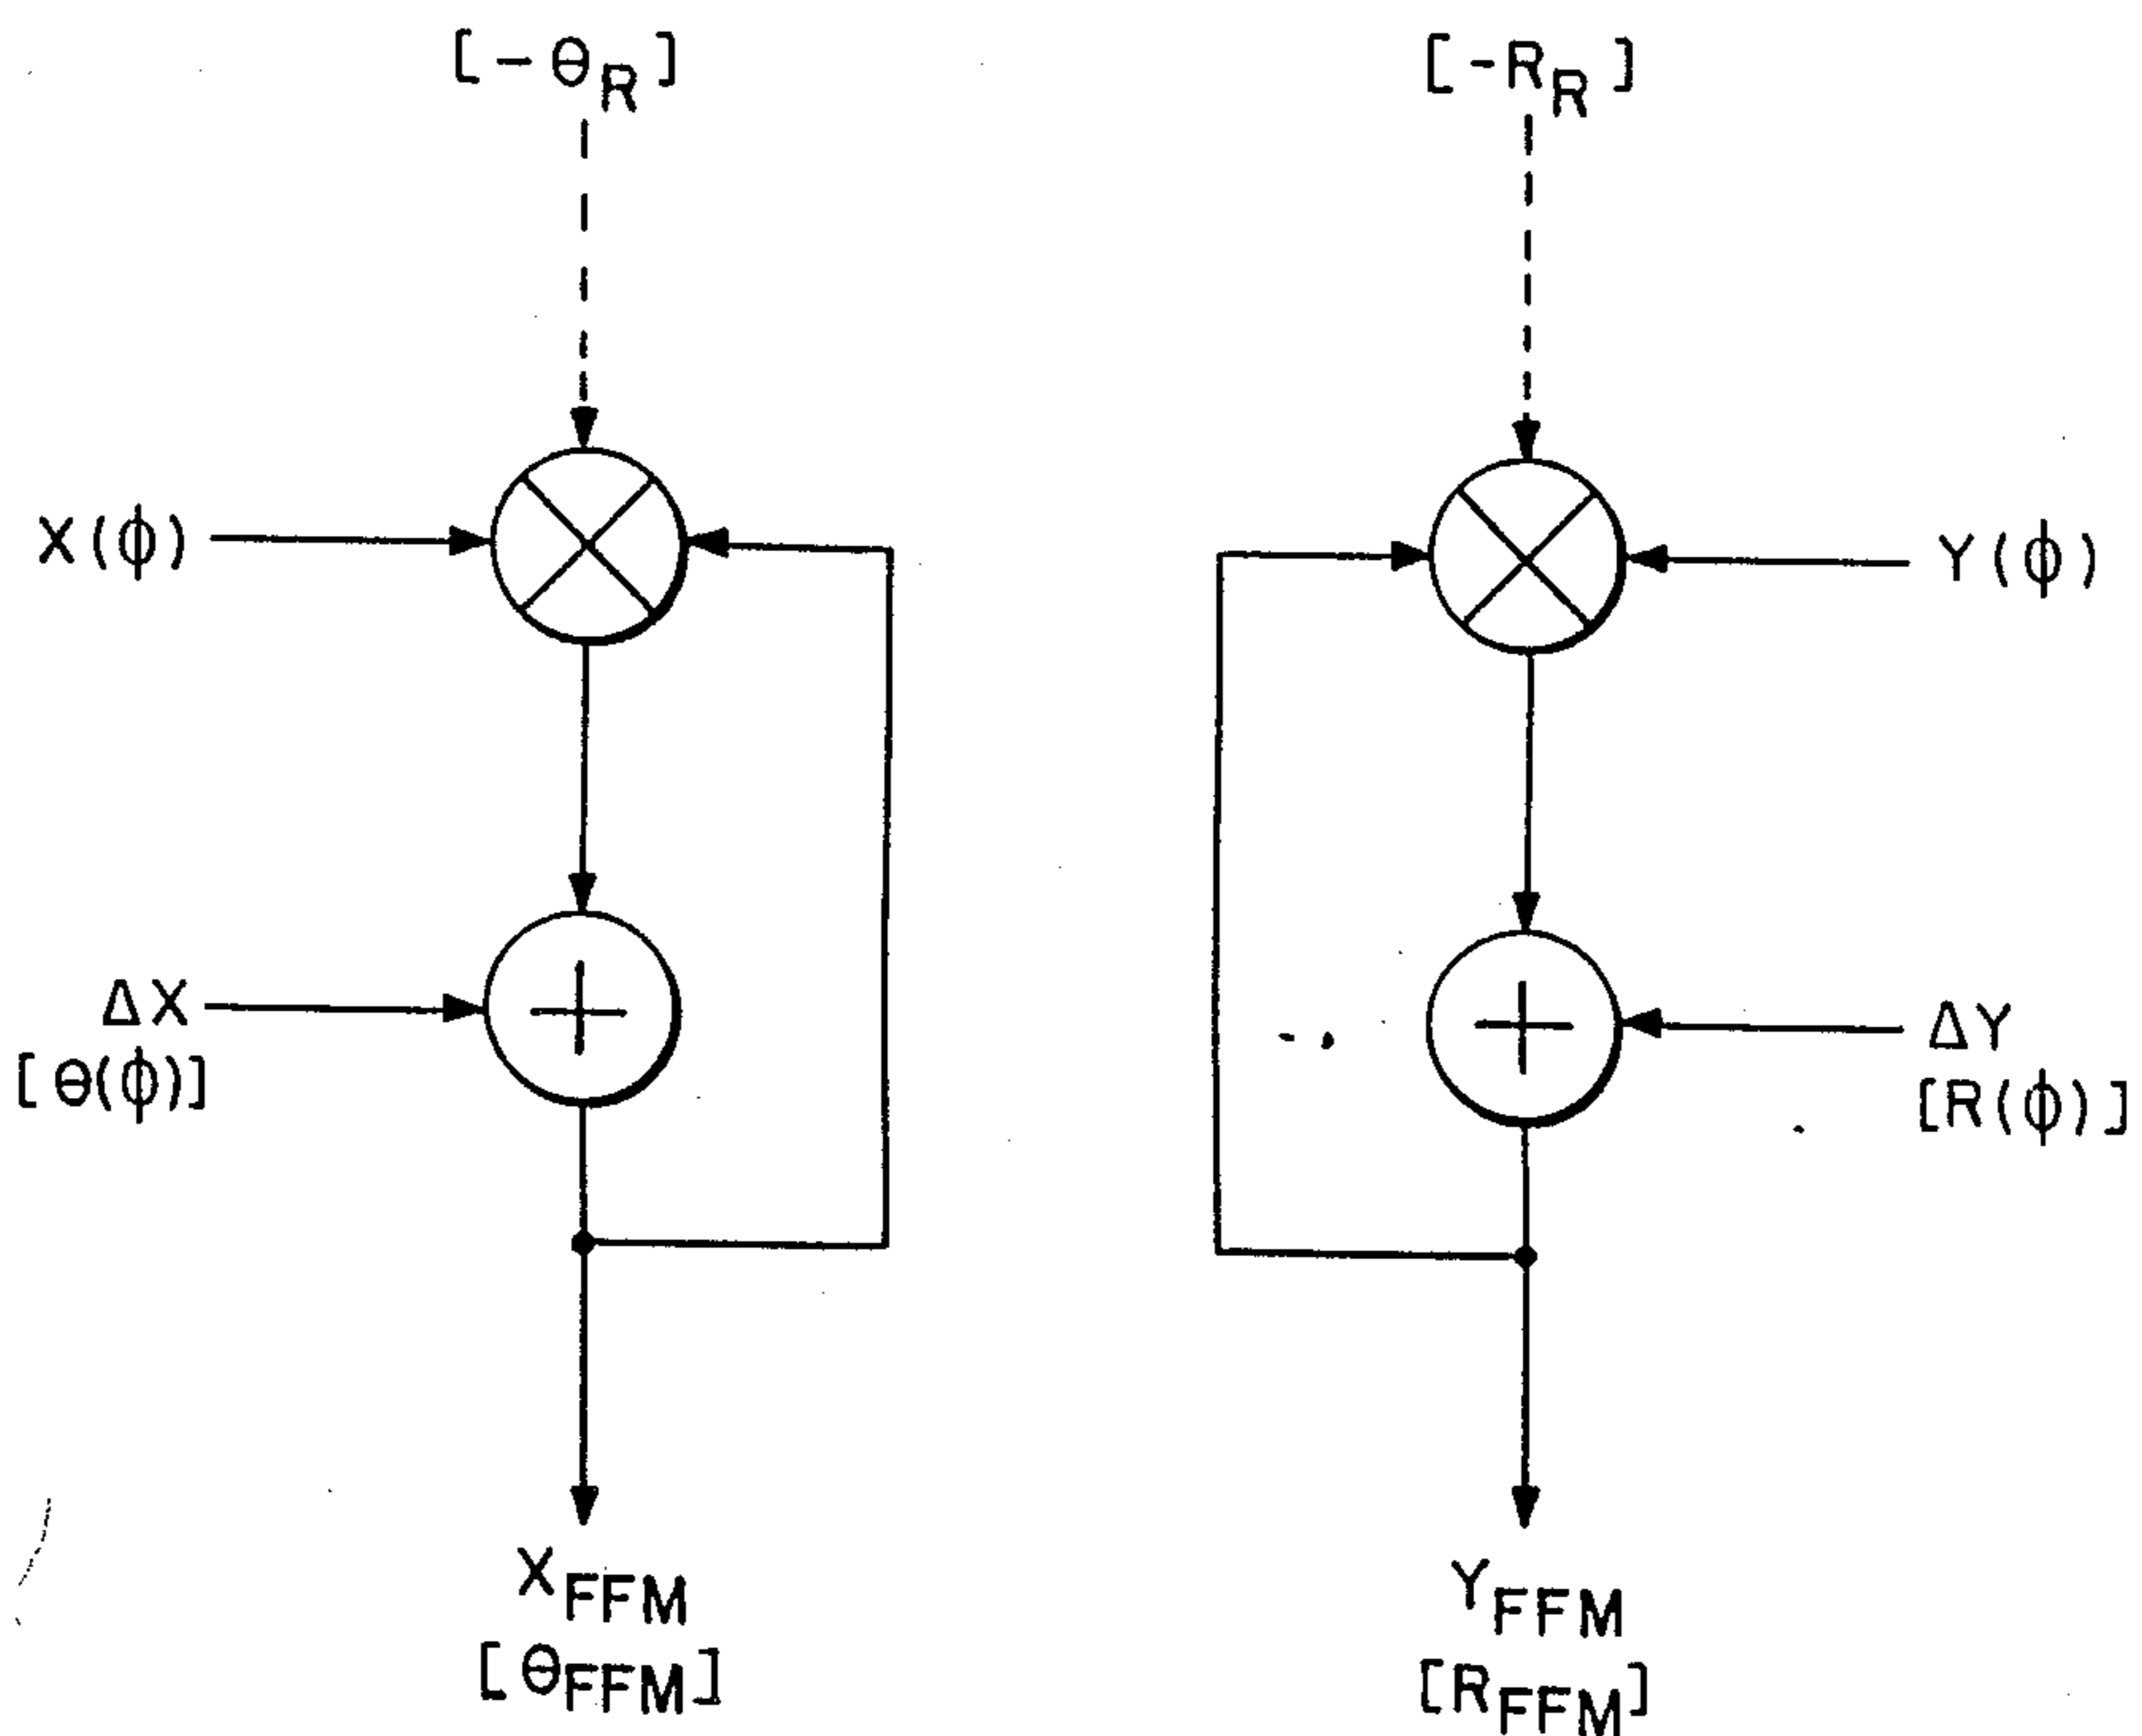 [-θR]
[-RR]
X(ϕ)
Y(ϕ)
ΔX
[θ(ϕ)]
ΔY
[R(ϕ)]
XFFM
[θFFM]
YFFM
[RFFM]